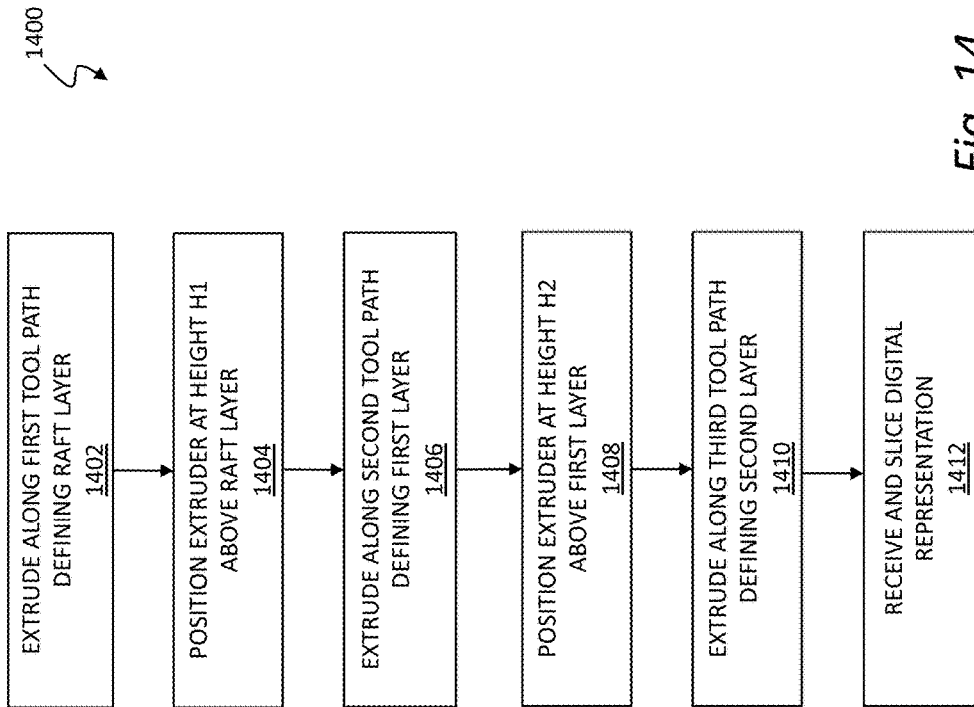 1400
EXTRUDE ALONG FIRST TOOL PATH
DEFINING RAFT LAYER
1402
POSITION EXTRUDER AT HEIGHT H1
ABOVE RAFT LAYER
1404
EXTRUDE ALONG SECOND TOOL PATH
DEFINING FIRST LAYER
1406
POSITION EXTRUDER AT HEIGHT H2
ABOVE FIRST LAYER
1408
EXTRUDE ALONG THIRD TOOL PATH
DEFINING SECOND LAYER
1410
RECEIVE AND SLICE DIGITAL
REPRESENTATION
1412
Fig. 14